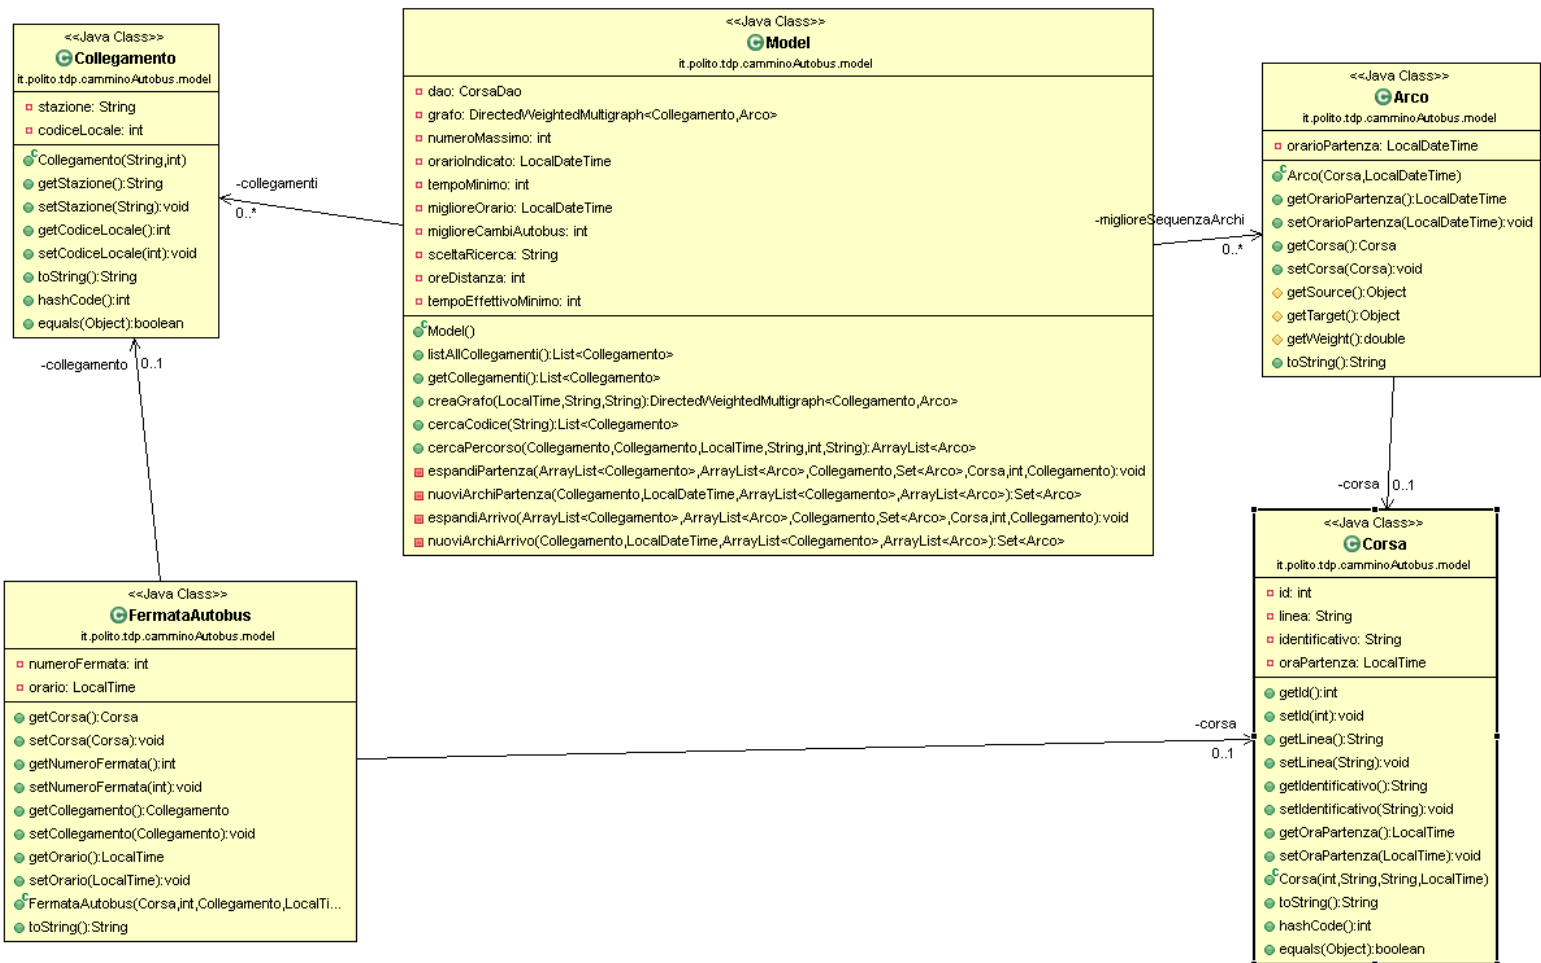 <<Java Class>>
Collegamento
it.polito.tdp.camminoAutobus.model
stazione: String
codiceLocale: int
Collegamento(String,int)
getStazione():String
setStazione(String):void
getCodiceLocale():int
setCodiceLocale(int):void
toString():String
hashCode():int
equals(Object):boolean
-collegamenti
0..*
<<Java Class>>
Model
it.polito.tdp.camminoAutobus.model
dao: CorsaDao
grafo: DirectedWeightedMultigraph<Collegamento,Arco>
numeroMassimo: int
orarioIndicato: LocalDateTime
tempoMinimo: int
miglioreOrario: LocalDateTime
miglioreCambiAutobus: int
sceltaRicerca: String
oreDistanza: int
tempoEffettivoMinimo: int
Model()
listAllCollegamenti():List<Collegamento>
getCollegamenti():List<Collegamento>
creaGrafo(LocalTime,String,String):DirectedWeightedMultigraph<Collegamento,Arco>
cercaCodice(String):List<Collegamento>
cercaPercorso(Collegamento,Collegamento,LocalTime,String,int,String):ArrayList<Arco>
espandiPartenza(ArrayList<Collegamento>,ArrayList<Arco>,Collegamento,Set<Arco>,Corsa,int,Collegamento):void
nuoviArchiPartenza(Collegamento,LocalDateTime,ArrayList<Collegamento>,ArrayList<Arco>):Set<Arco>
espandiArrivo(ArrayList<Collegamento>,ArrayList<Arco>,Collegamento,Set<Arco>,Corsa,int,Collegamento):void
nuoviArchiArrivo(Collegamento,LocalDateTime,ArrayList<Collegamento>,ArrayList<Arco>):Set<Arco>
-miglioreSequenzaArchi
0..*
<<Java Class>>
Arco
it.polito.tdp.camminoAutobus.model
orarioPartenza: LocalDateTime
Arco(Corsa,LocalDateTime)
getOrarioPartenza():LocalDateTime
setOrarioPartenza(LocalDateTime):void
getCorsa():Corsa
setCorsa(Corsa):void
getSource():Object
getTarget():Object
getWeight():double
toString():String
-collegamento
0..1
-corsa
0..1
<<Java Class>>
FermataAutobus
it.polito.tdp.camminoAutobus.model
numeroFermata: int
orario: LocalTime
getCorsa():Corsa
setCorsa(Corsa):void
getNumeroFermata():int
setNumeroFermata(int):void
getCollegamento():Collegamento
setCollegamento(Collegamento):void
getOrario():LocalTime
setOrario(LocalTime):void
FermataAutobus(Corsa,int,Collegamento,LocalTi...
toString():String
-corsa
0..1
<<Java Class>>
Corsa
it.polito.tdp.camminoAutobus.model
id: int
linea: String
identificativo: String
oraPartenza: LocalTime
getId():int
setId(int):void
getLinea():String
setLinea(String):void
getIdentificativo():String
setIdentificativo(String):void
getOraPartenza():LocalTime
setOraPartenza(LocalTime):void
Corsa(int,String,String,LocalTime)
toString():String
hashCode():int
equals(Object):boolean